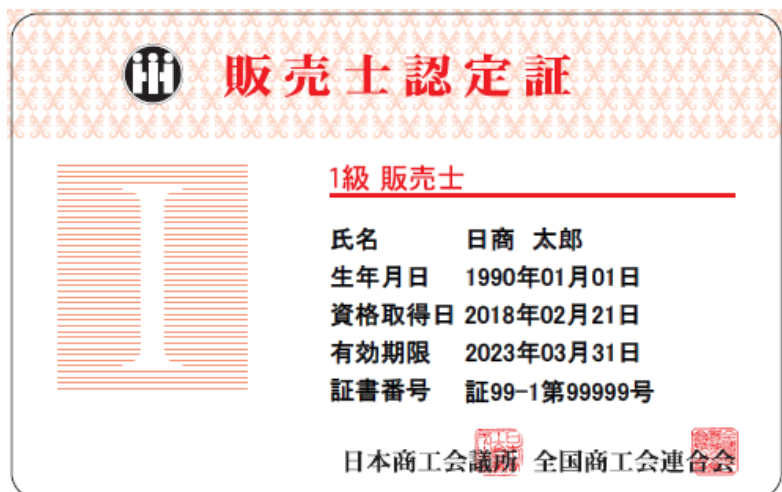 販売士認定証
1級 販売士
氏名 日商 太郎
生年月日 1990年01月01日
資格取得日 2018年02月21日
有効期限 2023年03月31日
証書番号 証99-1第99999号
日本商工会議所 全国商工会連合会